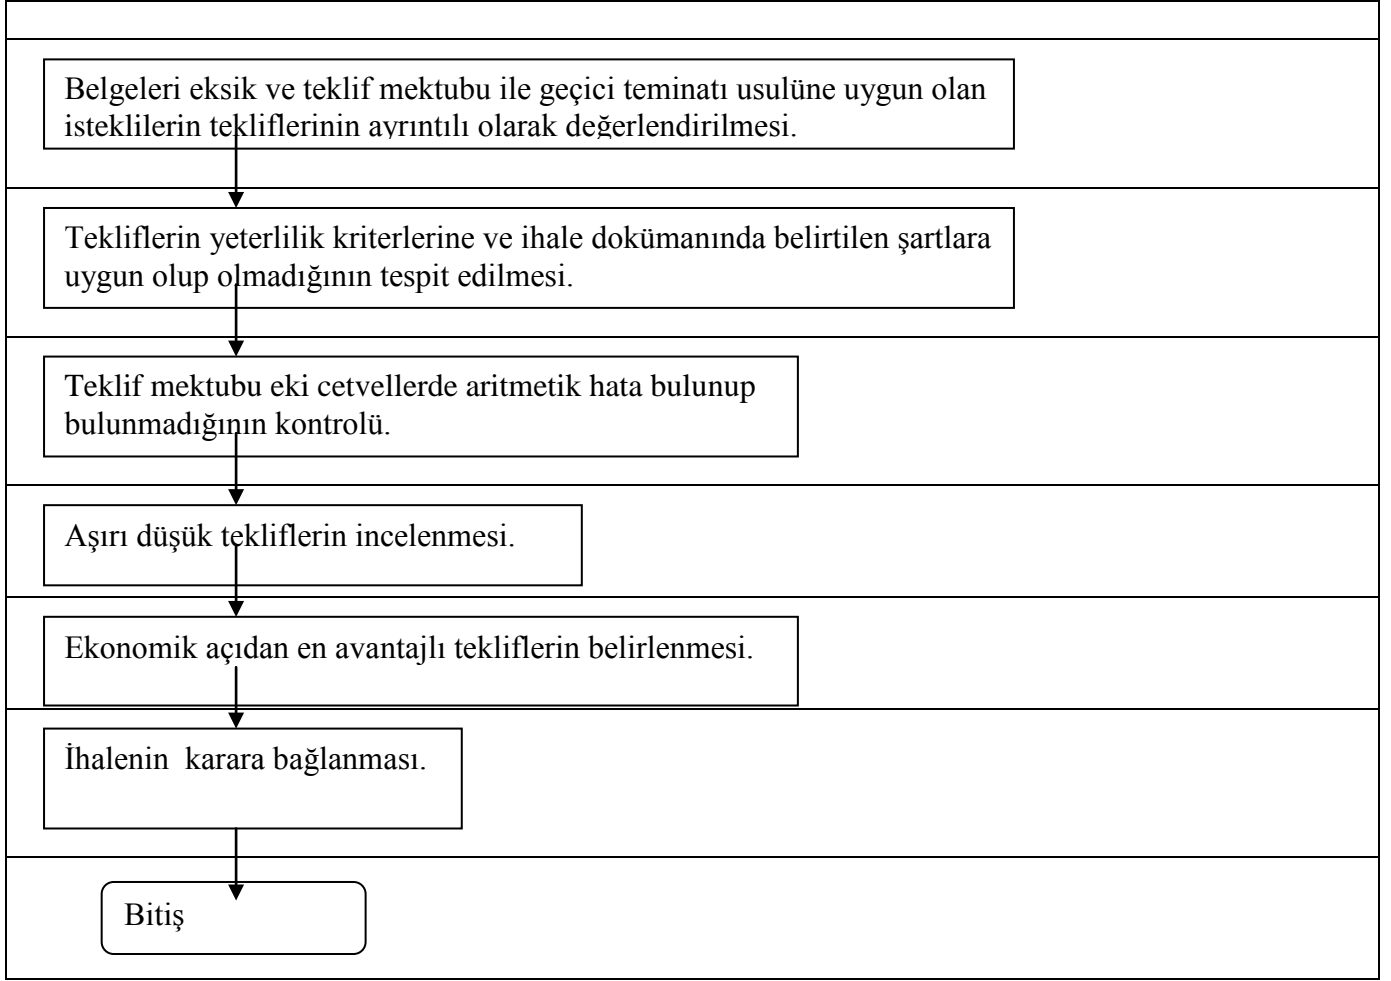 Belgeleri eksik ve teklif mektubu ile geçici teminatı usulüne uygun olan
isteklilerin tekliflerinin ayrıntılı olarak değerlendirilmesi.
Tekliflerin yeterlilik kriterlerine ve ihale dokümanında belirtilen şartlara
uygun olup olmadığının tespit edilmesi.
Teklif mektubu eki cetvellerde aritmetik hata bulunup
bulunmadığının kontrolü.
Aşırı düşük tekliflerin incelenmesi.
Ekonomik açıdan en avantajlı tekliflerin belirlenmesi.
İhalenin  karara bağlanması.
Bitiş